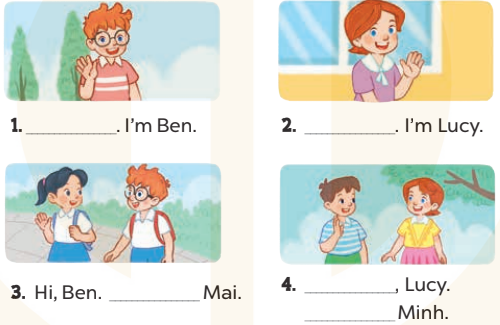 1. __________. I'm Ben.
2. __________. I'm Lucy.
3. Hi, Ben. __________ Mai.
4. __________, Lucy.
__________ Minh.